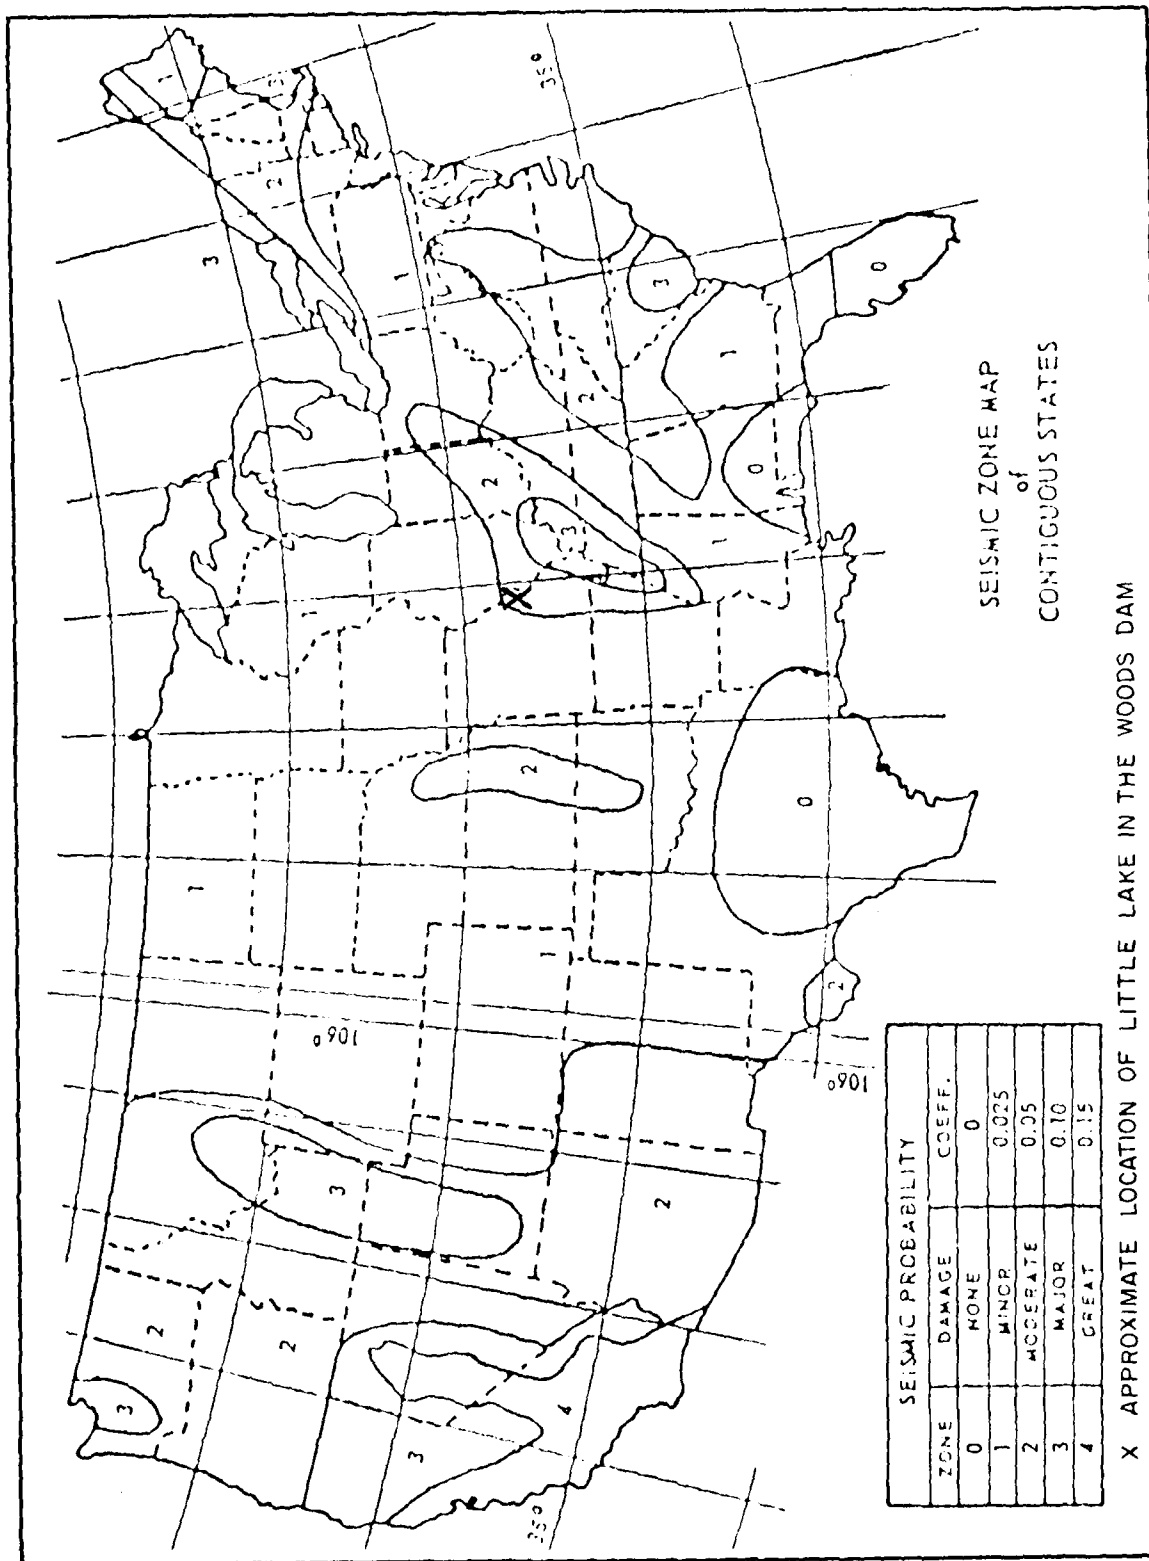 SEISMIC ZONE MAP
of
CONTIGUOUS STATES
3
2
2
3
4
3
2
106°
106°
1
1
2
2
0
2
3
1
0
2
3
1
0
1
3
2
1
35°
35°
SEISMIC PROBABILITY
ZONE DAMAGE COEFF.
0 NONE 0
1 MINOR 0.025
2 MODERATE 0.05
3 MAJOR 0.10
4 GREAT 0.15
X APPROXIMATE LOCATION OF LITTLE LAKE IN THE WOODS DAM